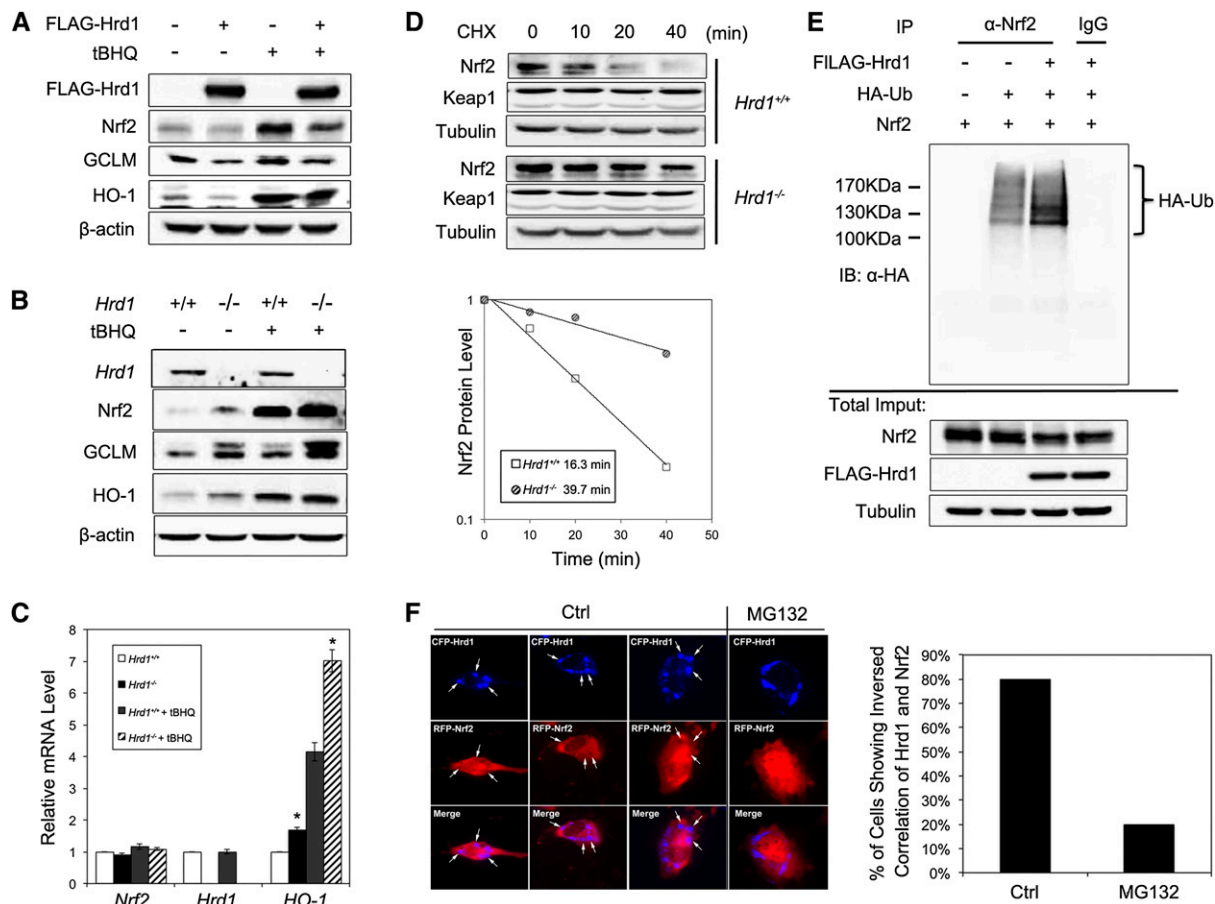 A
FLAG-Hrd1 - + - +
tBHQ - - + +
FLAG-Hrd1
Nrf2
GCLM
HO-1
β-actin
B
Hrd1 +/+ -/- +/+ -/-
tBHQ - - + +
Hrd1
Nrf2
GCLM
HO-1
β-actin
C
Relative mRNA Level
8
7
6
5
4
3
2
1
0
Hrd1+/+
Hrd1-/-
Hrd1+/+ + tBHQ
Hrd1-/- + tBHQ
*
*
Nrf2 Hrd1 HO-1
D
CHX 0 10 20 40 (min)
Nrf2
Keap1
Tubulin
Hrd1+/+
Nrf2
Keap1
Tubulin
Hrd1-/-
Nrf2 Protein Level
1
0.1
Hrd1+/+ 16.3 min
Hrd1-/- 39.7 min
0 10 20 30 40 50
Time (min)
E
IP α-Nrf2 IgG
FlLAG-Hrd1 - - + +
HA-Ub - + + +
Nrf2 + + + +
170KDa
130KDa
100KDa
HA-Ub
IB: α-HA
Total Imput:
Nrf2
FLAG-Hrd1
Tubulin
F
Ctrl MG132
CFP-Hrd1 CFP-Hrd1 CFP-Hrd1 CFP-Hrd1
RFP-Nrf2 RFP-Nrf2 RFP-Nrf2 RFP-Nrf2
Merge Merge Merge Merge
% of Cells Showing Inversed
Correlation of Hrd1 and Nrf2
90%
80%
70%
60%
50%
40%
30%
20%
10%
0%
Ctrl MG132